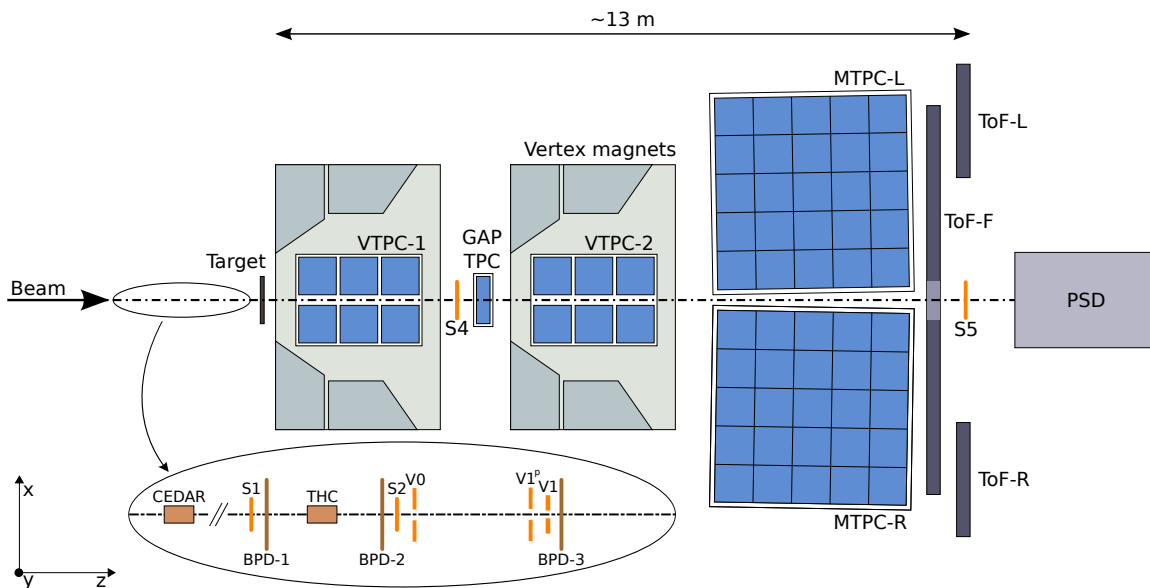 ~13 m
MTPC-L
ToF-L
Vertex magnets
ToF-F
VTPC-1
GAP
TPC
VTPC-2
Target
Beam
PSD
S4
S5
x
CEDAR
S1
THC
S2
V0
V1p
V1
ToF-R
MTPC-R
BPD-1
BPD-2
BPD-3
y
z